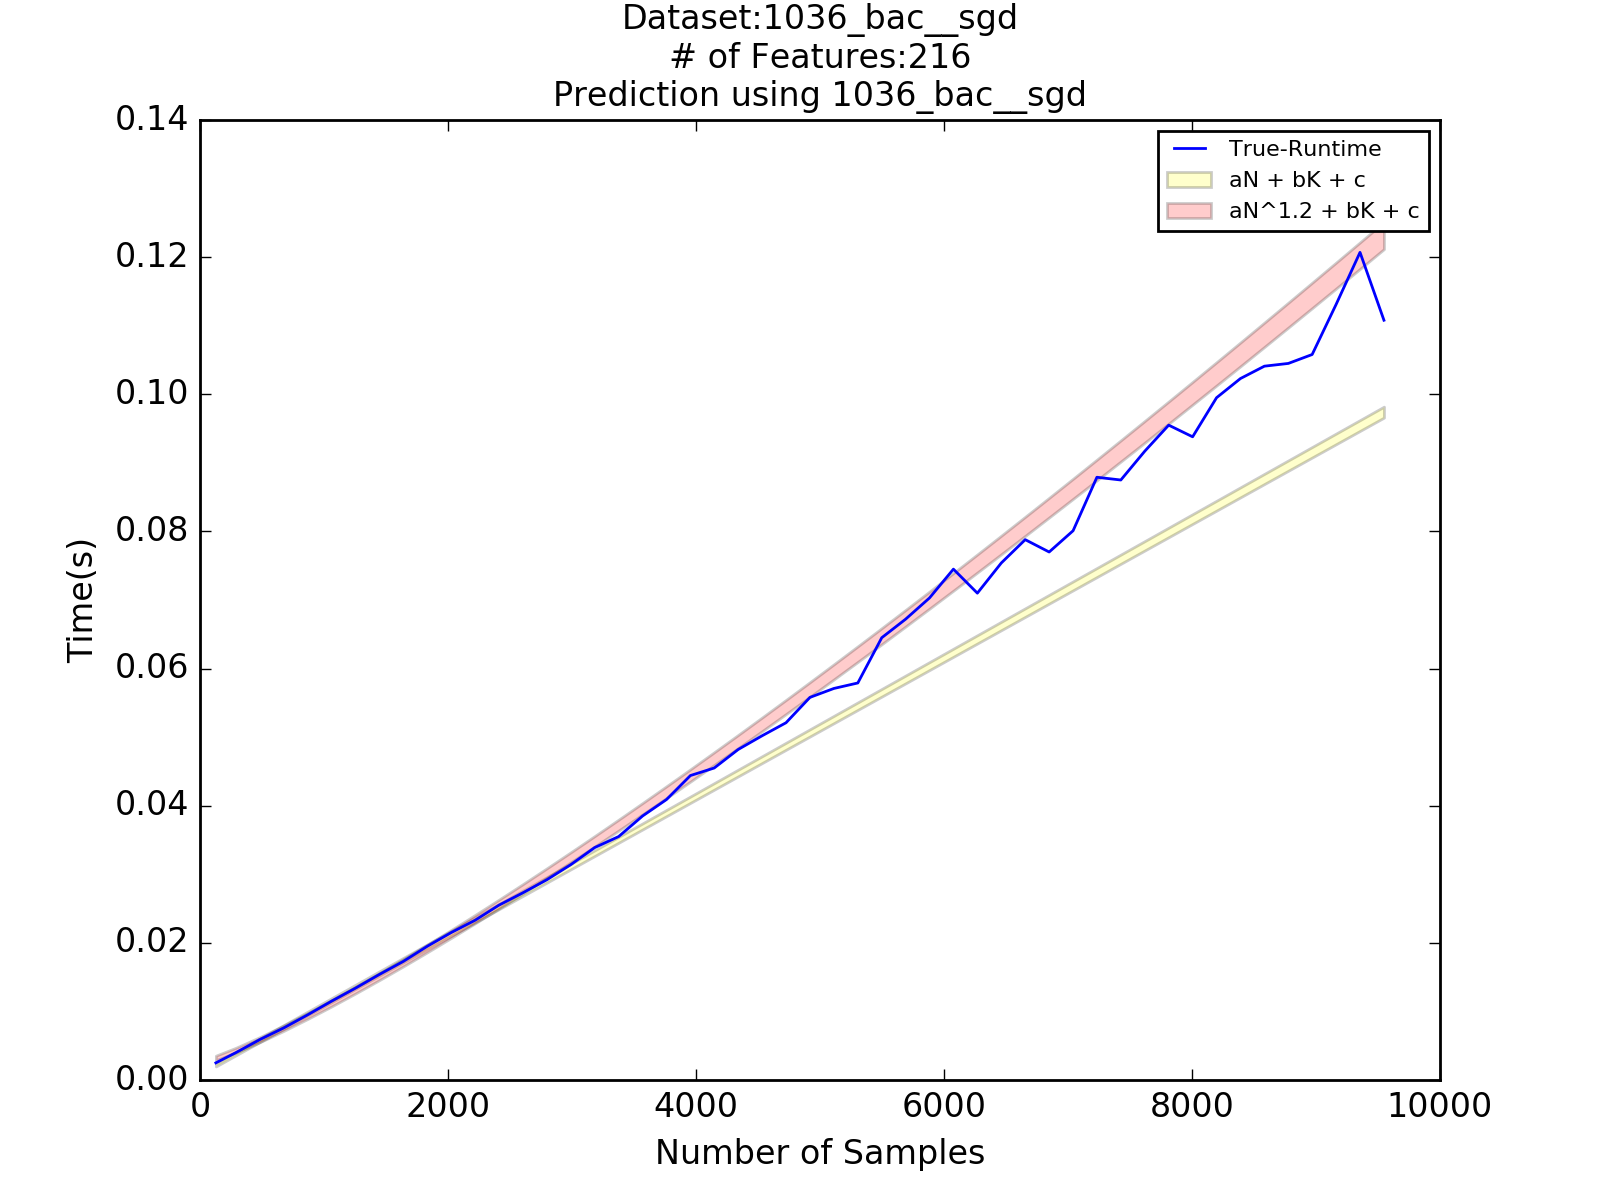 Dataset:1036_bac__sgd
# of Features:216
Prediction using 1036_bac__sgd
True-Runtime
aN + bK + c
aN^1.2 + bK + c
0.14
0.12
0.10
0.08
0.06
0.04
0.02
0.00
Time(s)
0 2000 4000 6000 8000 10000
Number of Samples